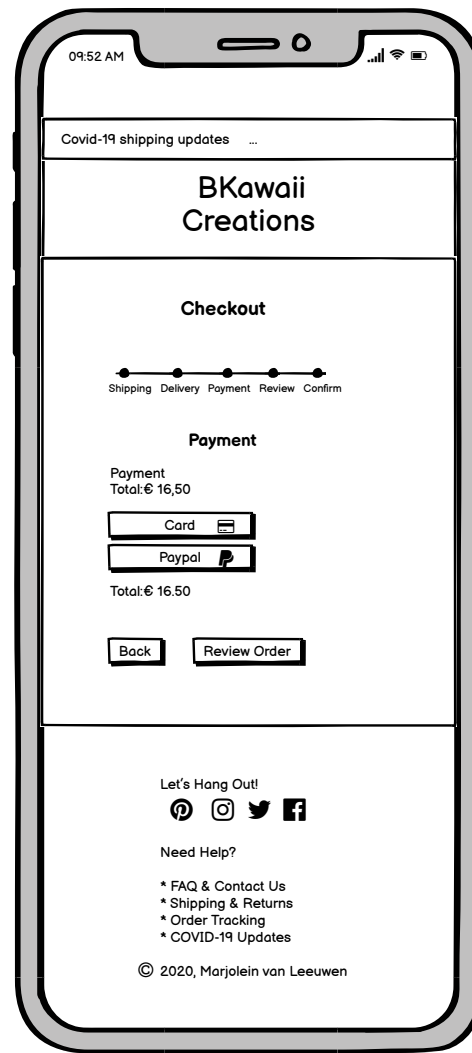 09:52 AM
Covid-19 shipping updates ...
BKawaii
Creations
Checkout
Shipping Delivery Payment Review Confirm
Payment
Payment
Total:€ 16,50
Card
Paypal
Total:€ 16.50
Back Review Order
Let's Hang Out!
Need Help?
* FAQ & Contact Us
* Shipping & Returns
* Order Tracking
* COVID-19 Updates
© 2020, Marjolein van Leeuwen